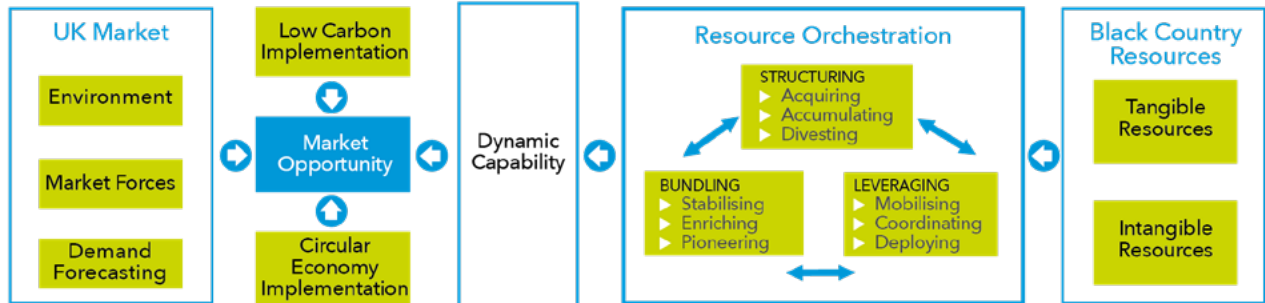 UK Market
Environment
Market Forces
Demand
Forecasting
Low Carbon
Implementation
Market
Opportunity
Circular
Economy
Implementation
Dynamic
Capability
Resource Orchestration
STRUCTURING
Acquiring
Accumulating
Divesting
BUNDLING
Stabilising
Enriching
Pioneering
LEVERAGING
Mobilising
Coordinating
Deploying
Black Country
Resources
Tangible
Resources
Intangible
Resources